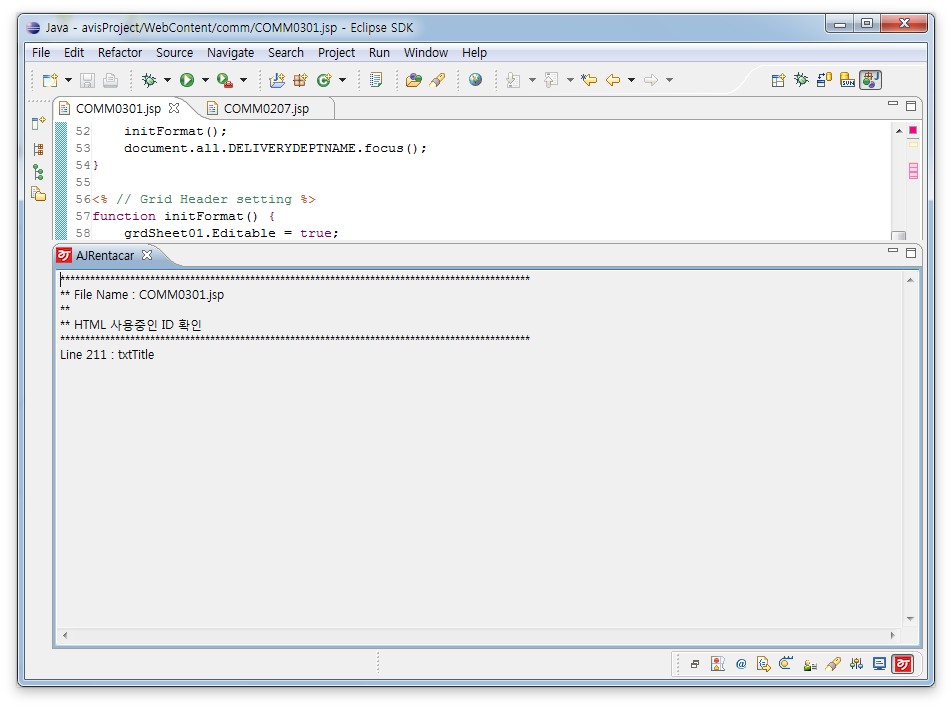 Java - avisProject/WebContent/comm/COMM0301.jsp - Eclipse SDK
File Edit Refactor Source Navigate Search Project Run Window Help
COMM0301.jsp COMM0207.jsp
52 initFormat();
53 document.all.DELIVERYDEPTNAME.focus();
54 }
55
56 <% // Grid Header setting %>
57 function initFormat() {
58 grdSheet01.Editable = true;
AJRentacar
** File Name : COMM0301.jsp
**
** HTML 사용중인 ID 확인
Line 211 : txtTitle